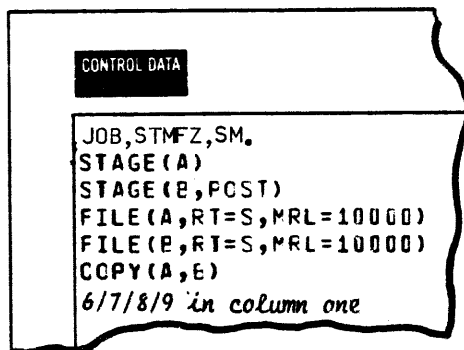 CONTROL DATA
JOB,STMFZ,SM.
STAGE(A)
STAGE(B,POST)
FILE(A,RT=S,MRL=10000)
FILE(B,RT=S,MRL=10000)
COPY(A,B)
6/7/8/9 in column one